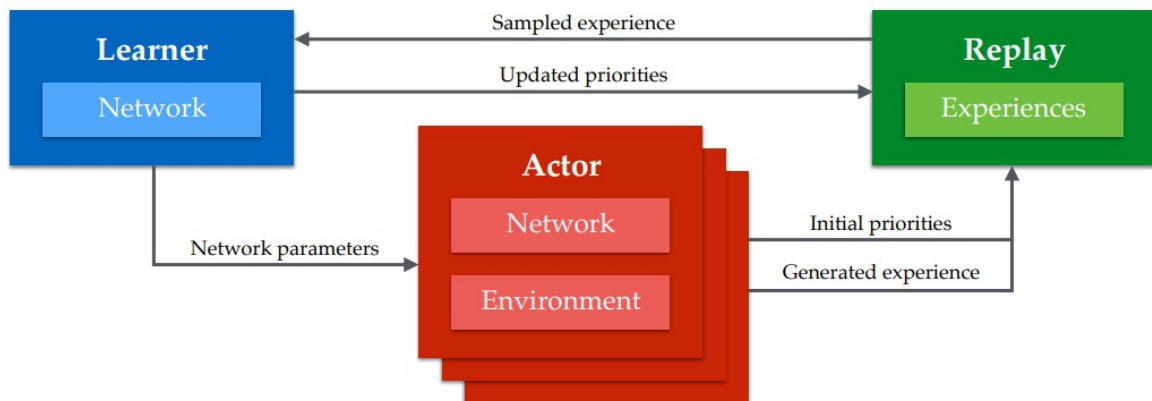 Learner
Network
Sampled experience
Updated priorities
Replay
Experiences
Actor
Network
Environment
Network parameters
Initial priorities
Generated experience